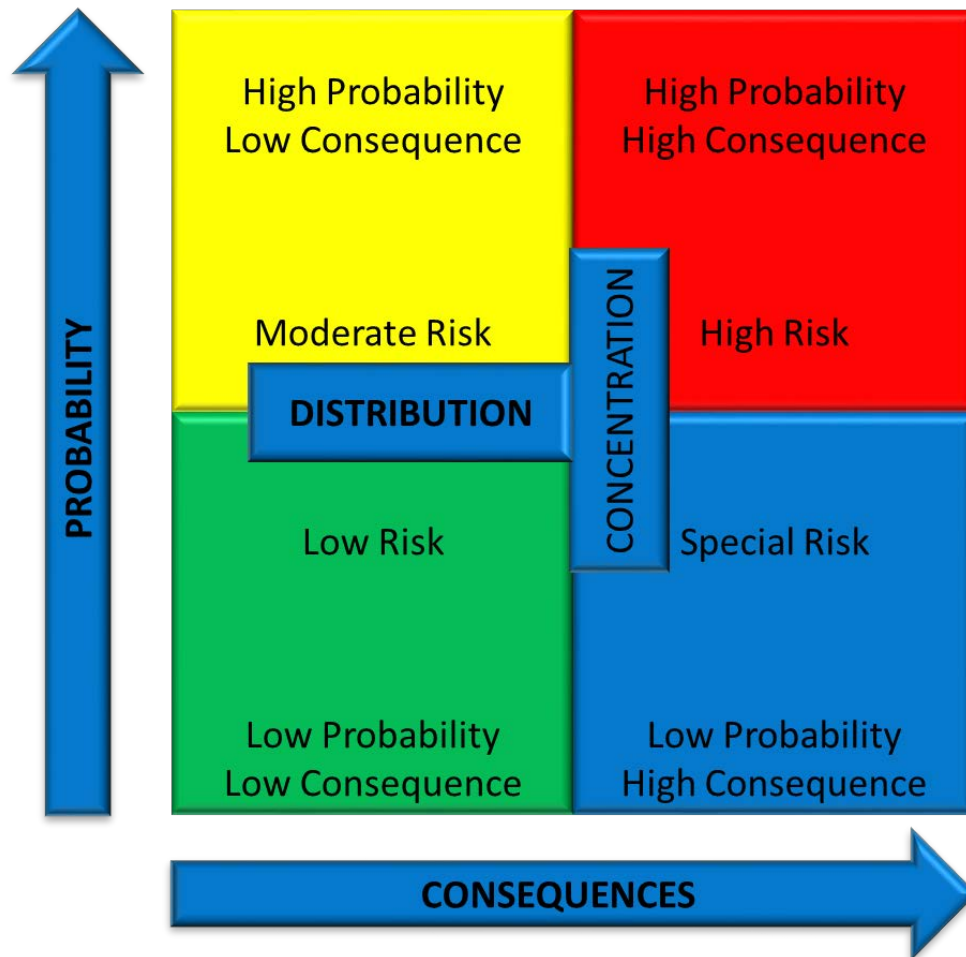 PROBABILITY
High Probability
Low Consequence
Moderate Risk
High Probability
High Consequence
High Risk
DISTRIBUTION
CONCENTRATION
Low Risk
Low Probability
Low Consequence
Special Risk
Low Probability
High Consequence
CONSEQUENCES